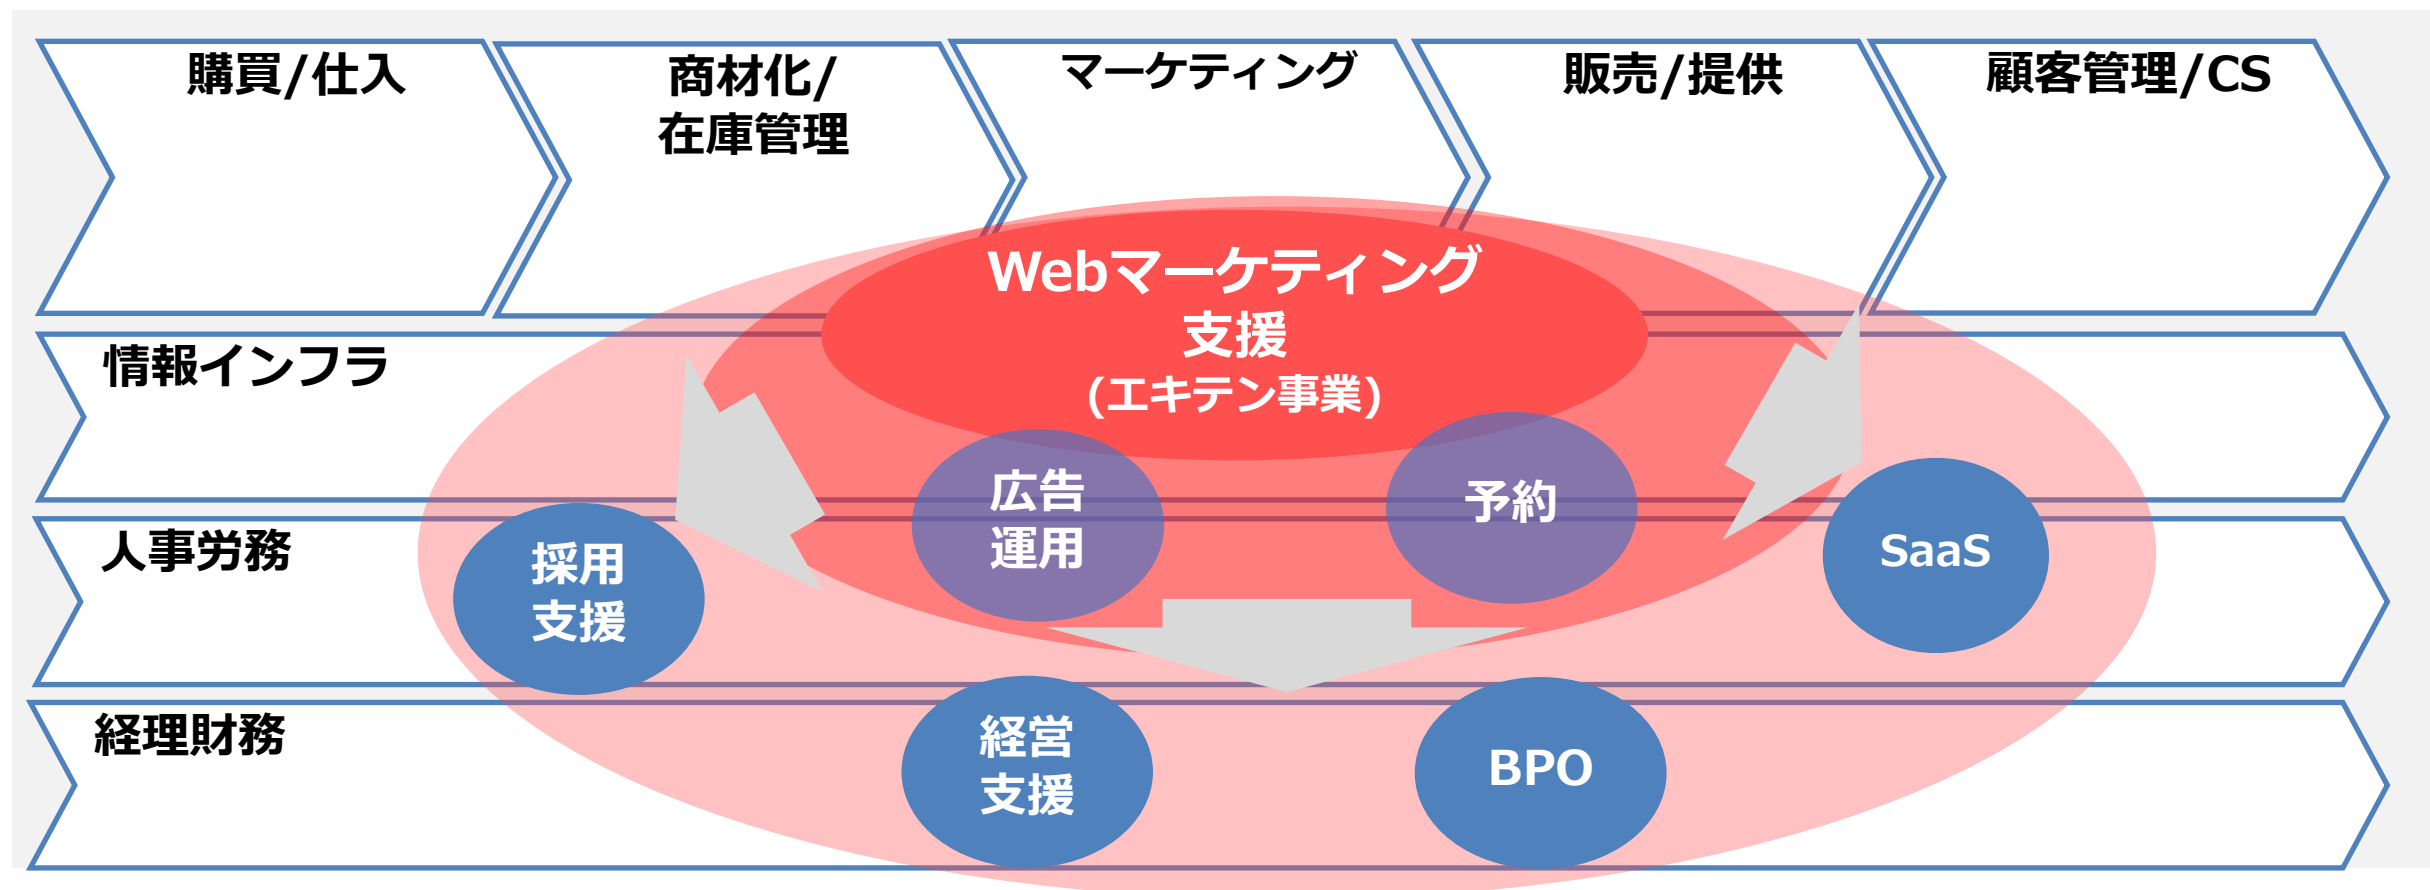 購買/仕入
商材化/
在庫管理
マーケティング
販売/提供
顧客管理/CS
Webマーケティング
支援
(エキテン事業)
情報インフラ
広告
運用
予約
人事労務
採用
支援
SaaS
経理財務
経営
支援
BPO